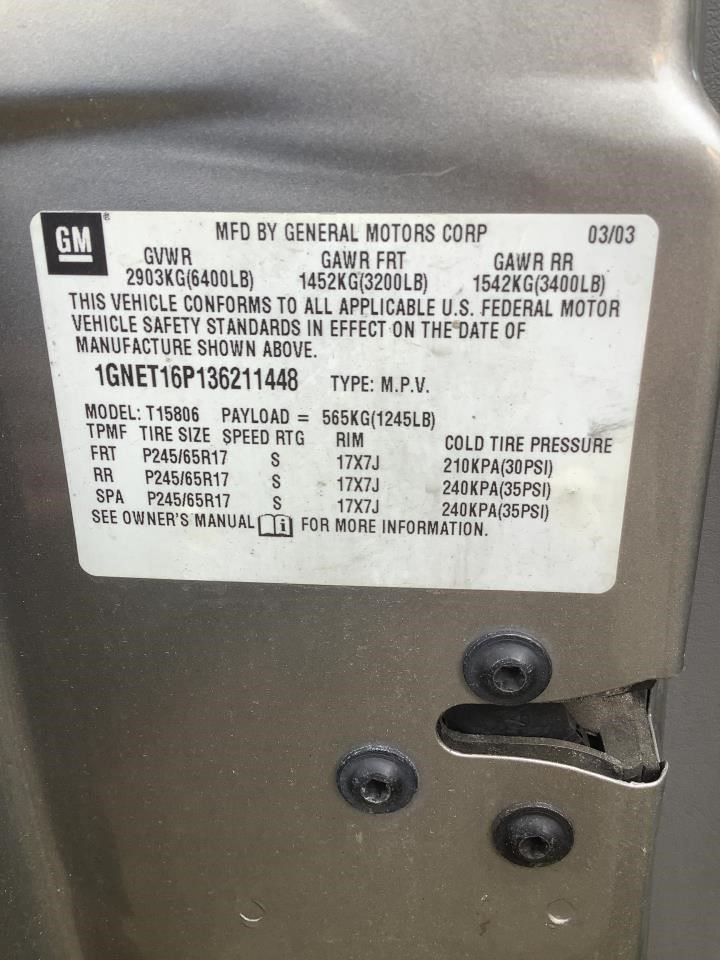 GM ®
MFD BY GENERAL MOTORS CORP 03/03
GVWR GAWR FRT GAWR RR
2903KG(6400LB) 1452KG(3200LB) 1542KG(3400LB)
THIS VEHICLE CONFORMS TO ALL APPLICABLE U.S. FEDERAL MOTOR
VEHICLE SAFETY STANDARDS IN EFFECT ON THE DATE OF
MANUFACTURE SHOWN ABOVE.
1GNET16P136211448 TYPE: M.P.V.
MODEL: T15806 PAYLOAD = 565KG(1245LB)
TPMF TIRE SIZE SPEED RTG RIM COLD TIRE PRESSURE
FRT P245/65R17 S 17X7J 210KPA(30PSI)
RR P245/65R17 S 17X7J 240KPA(35PSI)
SPA P245/65R17 S 17X7J 240KPA(35PSI)
SEE OWNER'S MANUAL i FOR MORE INFORMATION.